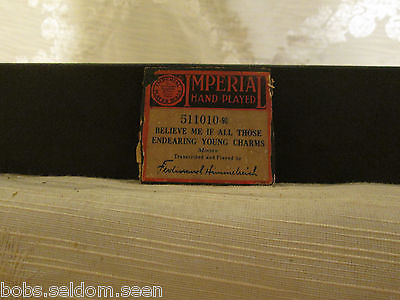 IMPERIAL
HAND PLAYED
511010-90
BELIEVE ME IF ALL THOSE
ENDEARING YOUNG CHARMS
Moore
Transcribed and Played by
Ferdinand Himmelreich
bobs.seldom.seen